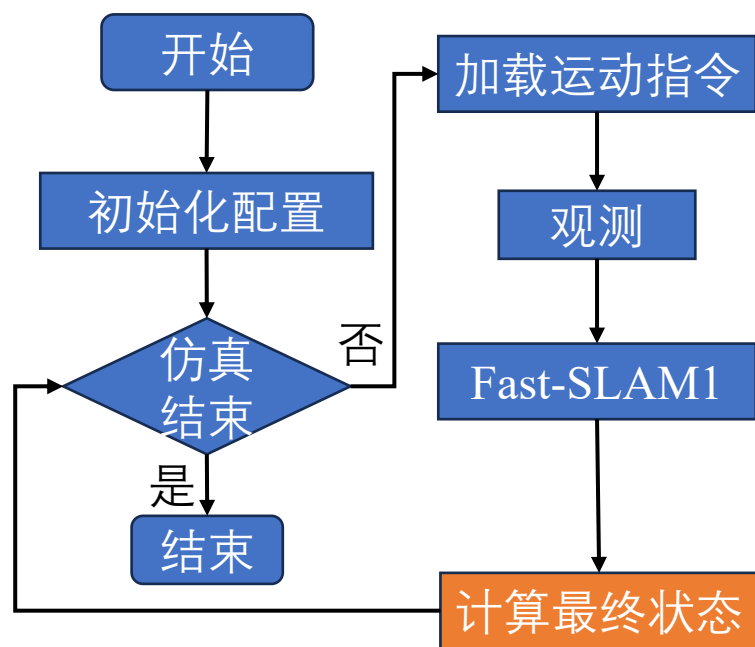 开始
初始化配置
仿真
结束
是
结束
否
加载运动指令
观测
Fast-SLAM1
计算最终状态